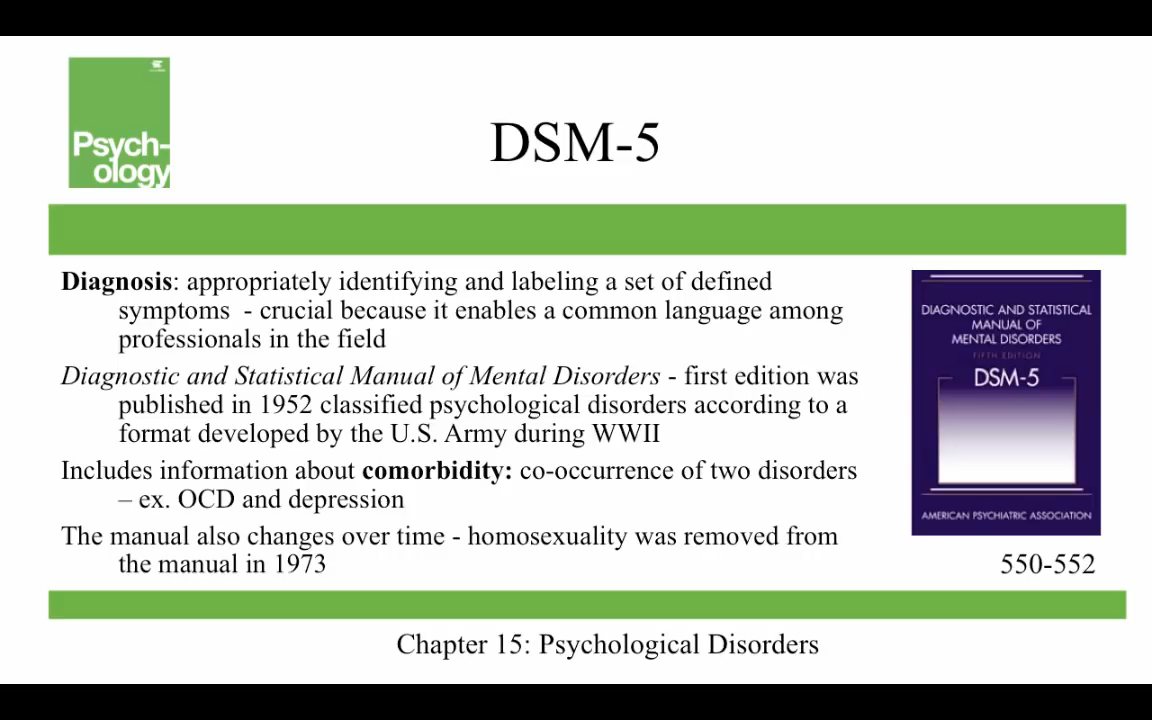 Psych-
ology
DSM-5
Diagnosis: appropriately identifying and labeling a set of defined
symptoms  - crucial because it enables a common language among
professionals in the field
Diagnostic and Statistical Manual of Mental Disorders - first edition was
published in 1952 classified psychological disorders according to a
format developed by the U.S. Army during WWII
Includes information about comorbidity: co-occurrence of two disorders
– ex. OCD and depression
The manual also changes over time - homosexuality was removed from
the manual in 1973
DIAGNOSTIC AND STATISTICAL
MANUAL OF
MENTAL DISORDERS
FIFTH EDITION
DSM-5
AMERICAN PSYCHIATRIC ASSOCIATION
550-552
Chapter 15: Psychological Disorders